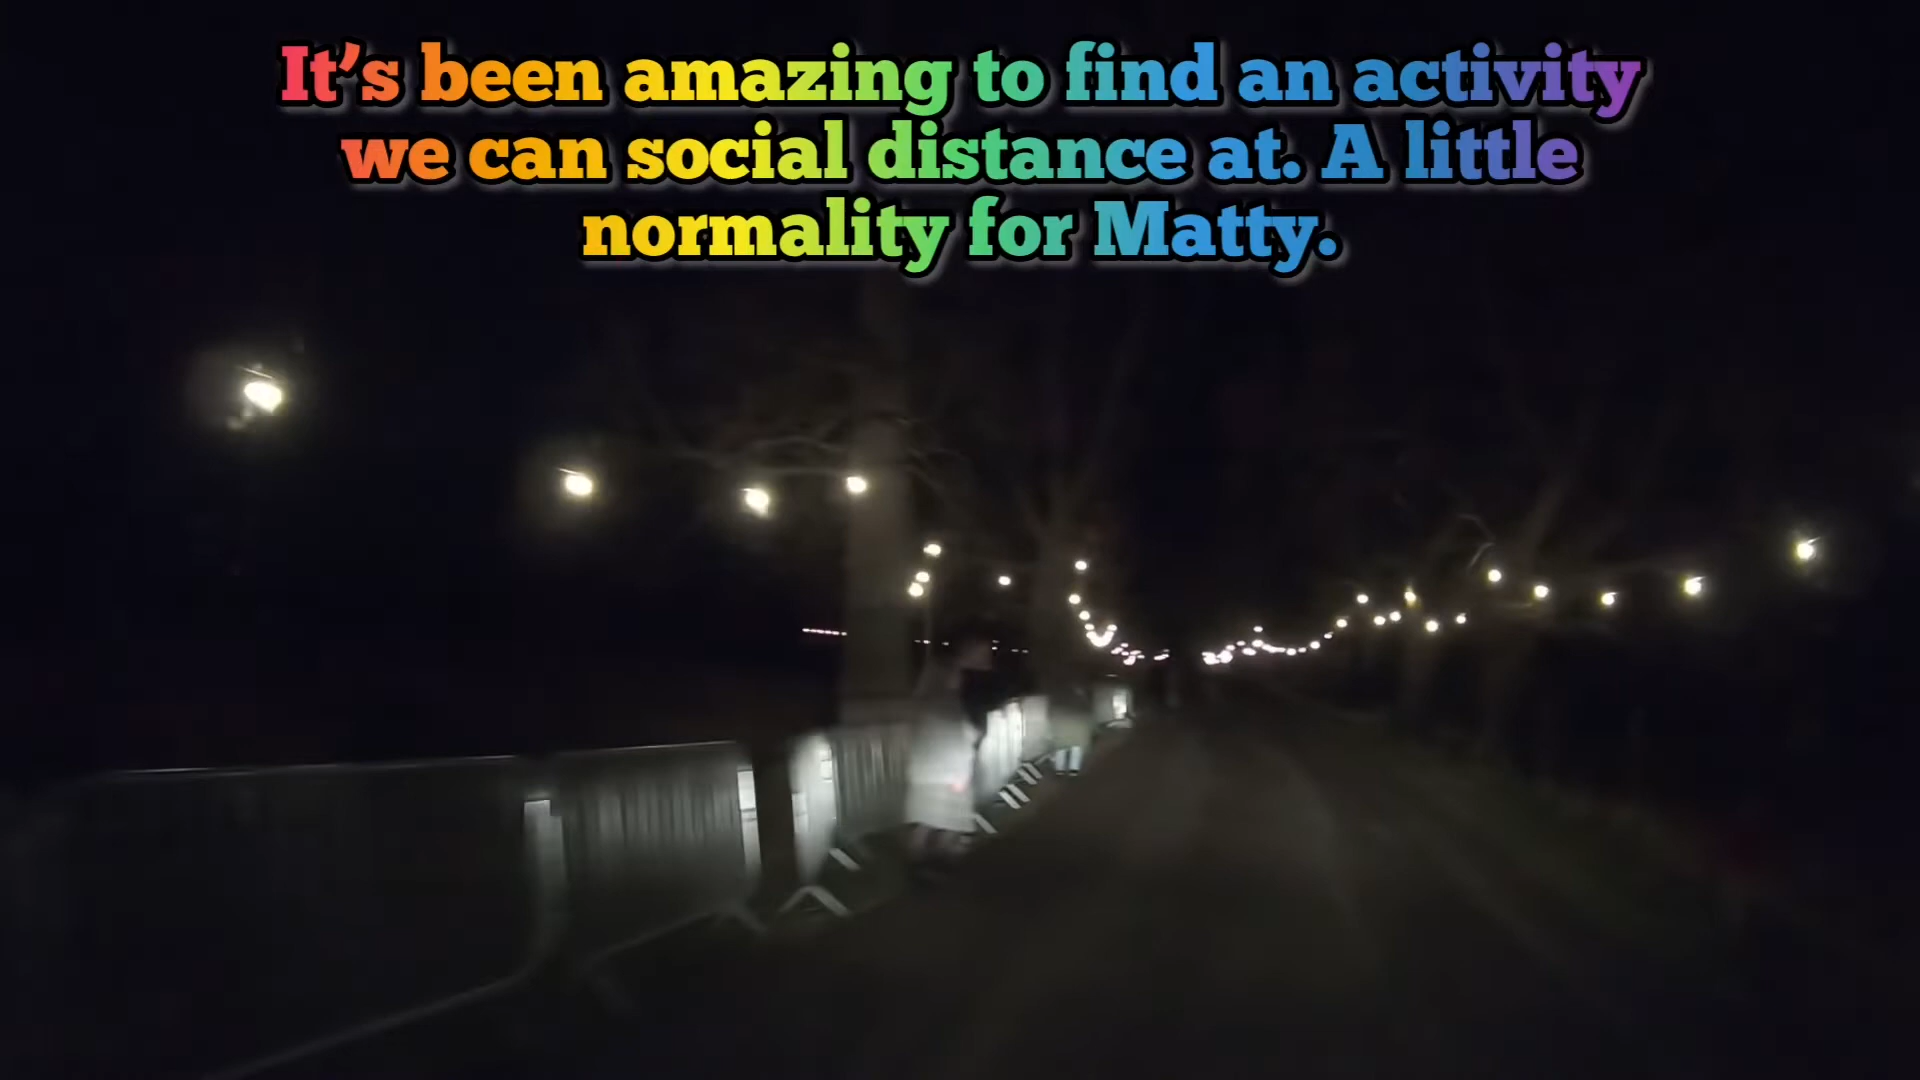 It’s been amazing to find an activity
we can social distance at. A little
normality for Matty.